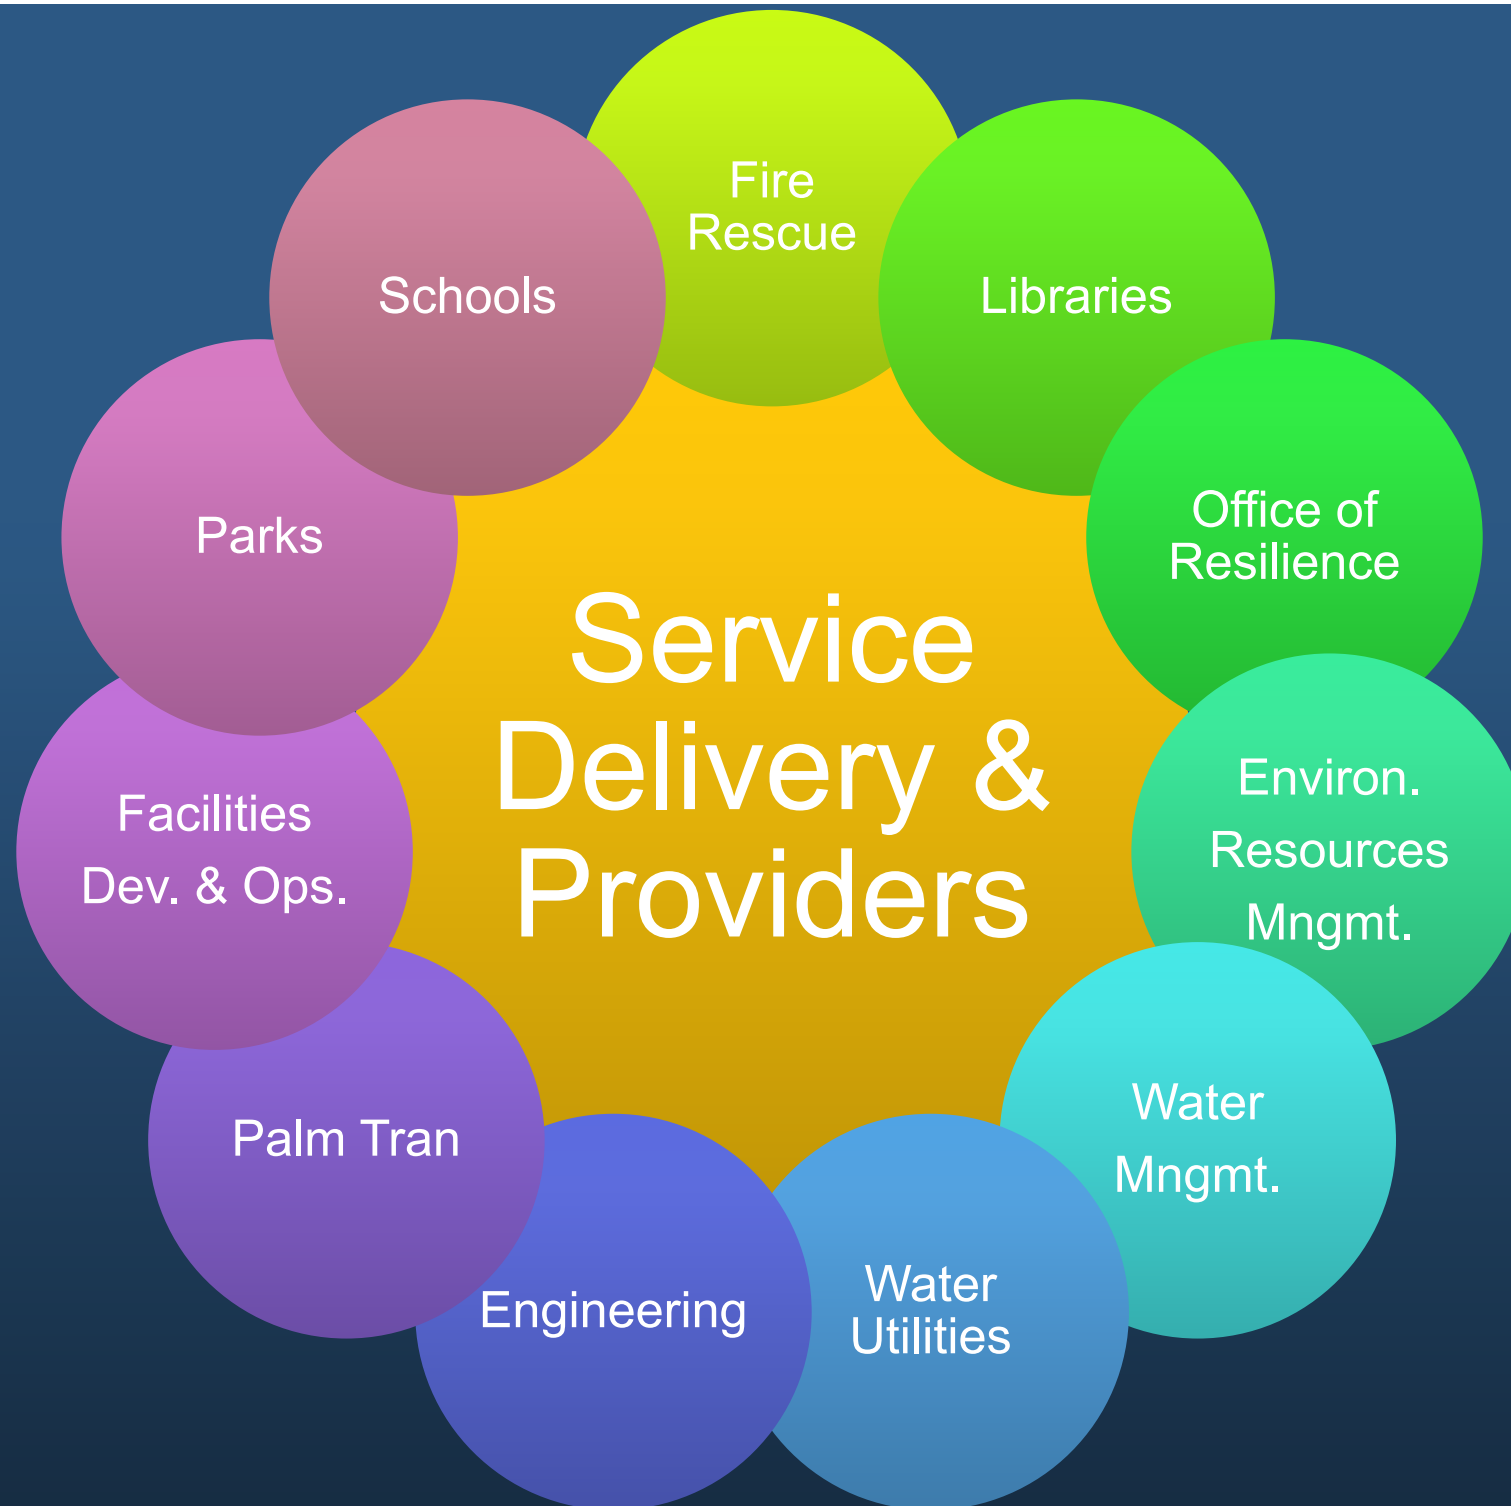 Fire
Rescue
Libraries
Office of
Resilience
Environ.
Resources
Mngmt.
Water
Mngmt.
Water
Utilities
Engineering
Palm Tran
Facilities
Dev. & Ops.
Parks
Schools
Service
Delivery &
Providers